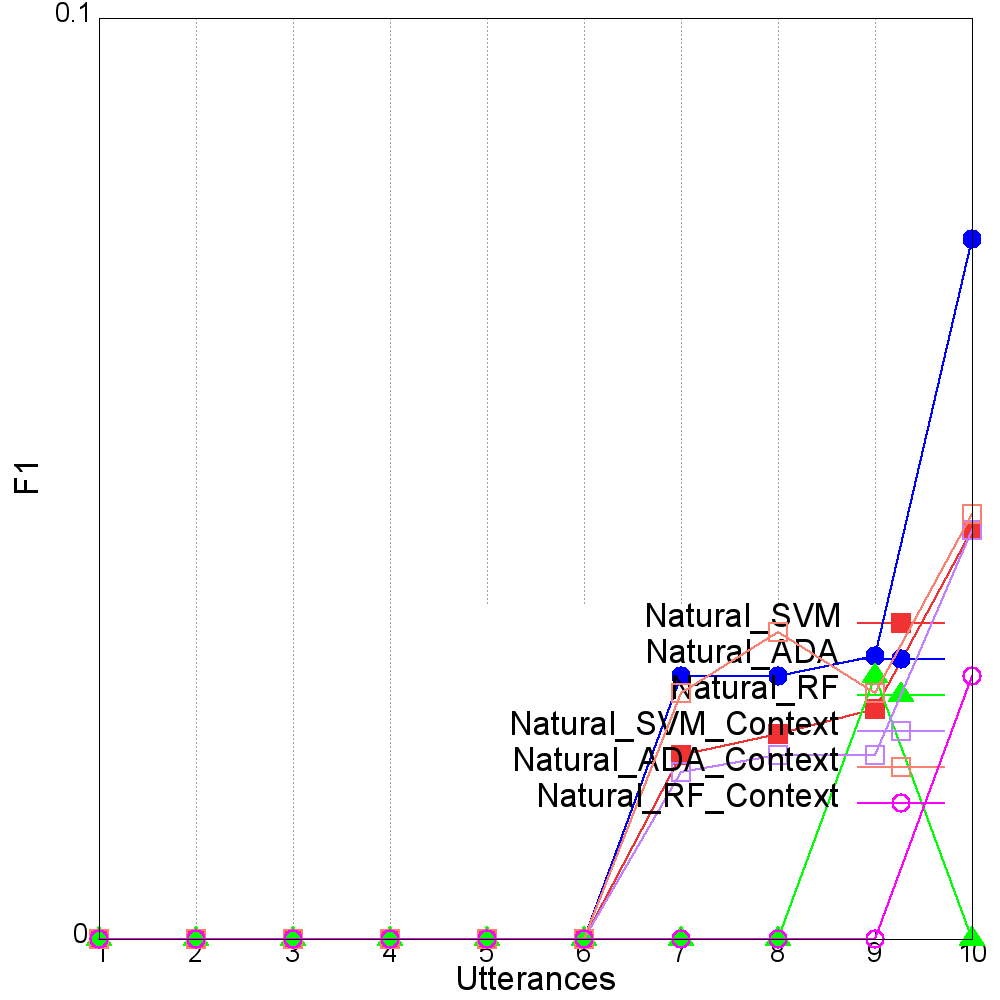 0.1
F1
Natural_SVM
Natural_ADA
Natural_RF
Natural_SVM_Context
Natural_ADA_Context
Natural_RF_Context
0
1 2 3 4 5 6 7 8 9 10
Utterances